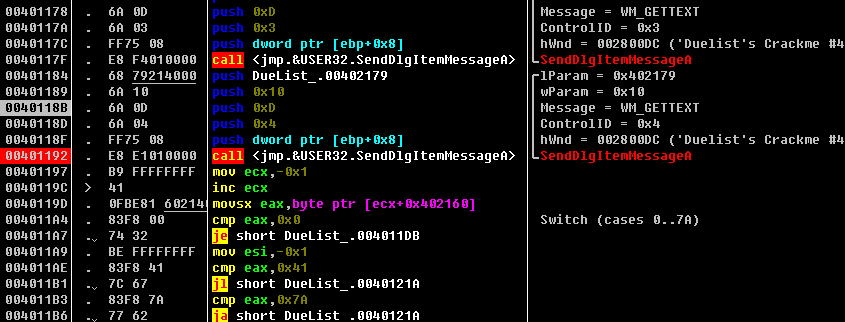 00401178 . 6A 0D push 0xD Message = WM_GETTEXT
0040117A . 6A 03 push 0x3 ControlID = 0x3
0040117C . FF75 08 push dword ptr [ebp+0x8] hWnd = 002800DC ('Duelist's Crackme #4
0040117F . E8 F4010000 call <jmp.&USER32.SendDlgItemMessageA> SendDlgItemMessageA
00401184 . 68 79214000 push DueList_.00402179 lParam = 0x402179
00401189 . 6A 10 push 0x10 wParam = 0x10
0040118B . 6A 0D push 0xD Message = WM_GETTEXT
0040118D . 6A 04 push 0x4 ControlID = 0x4
0040118F . FF75 08 push dword ptr [ebp+0x8] hWnd = 002800DC ('Duelist's Crackme #4
00401192 . E8 E1010000 call <jmp.&USER32.SendDlgItemMessageA> SendDlgItemMessageA
00401197 . B9 FFFFFFFF mov ecx,-0x1
0040119C > 41 inc ecx
0040119D . 0FBE81 602140 movsx eax,byte ptr [ecx+0x402160]
004011A4 . 83F8 00 cmp eax,0x0 Switch (cases 0..7A)
004011A7 .⌄ 74 32 je short DueList_.004011DB
004011A9 . BE FFFFFFFF mov esi,-0x1
004011AE . 83F8 41 cmp eax,0x41
004011B1 .⌄ 7C 67 jl short DueList_.0040121A
004011B3 . 83F8 7A cmp eax,0x7A
004011B6 .⌄ 77 62 ja short DueList_.0040121A